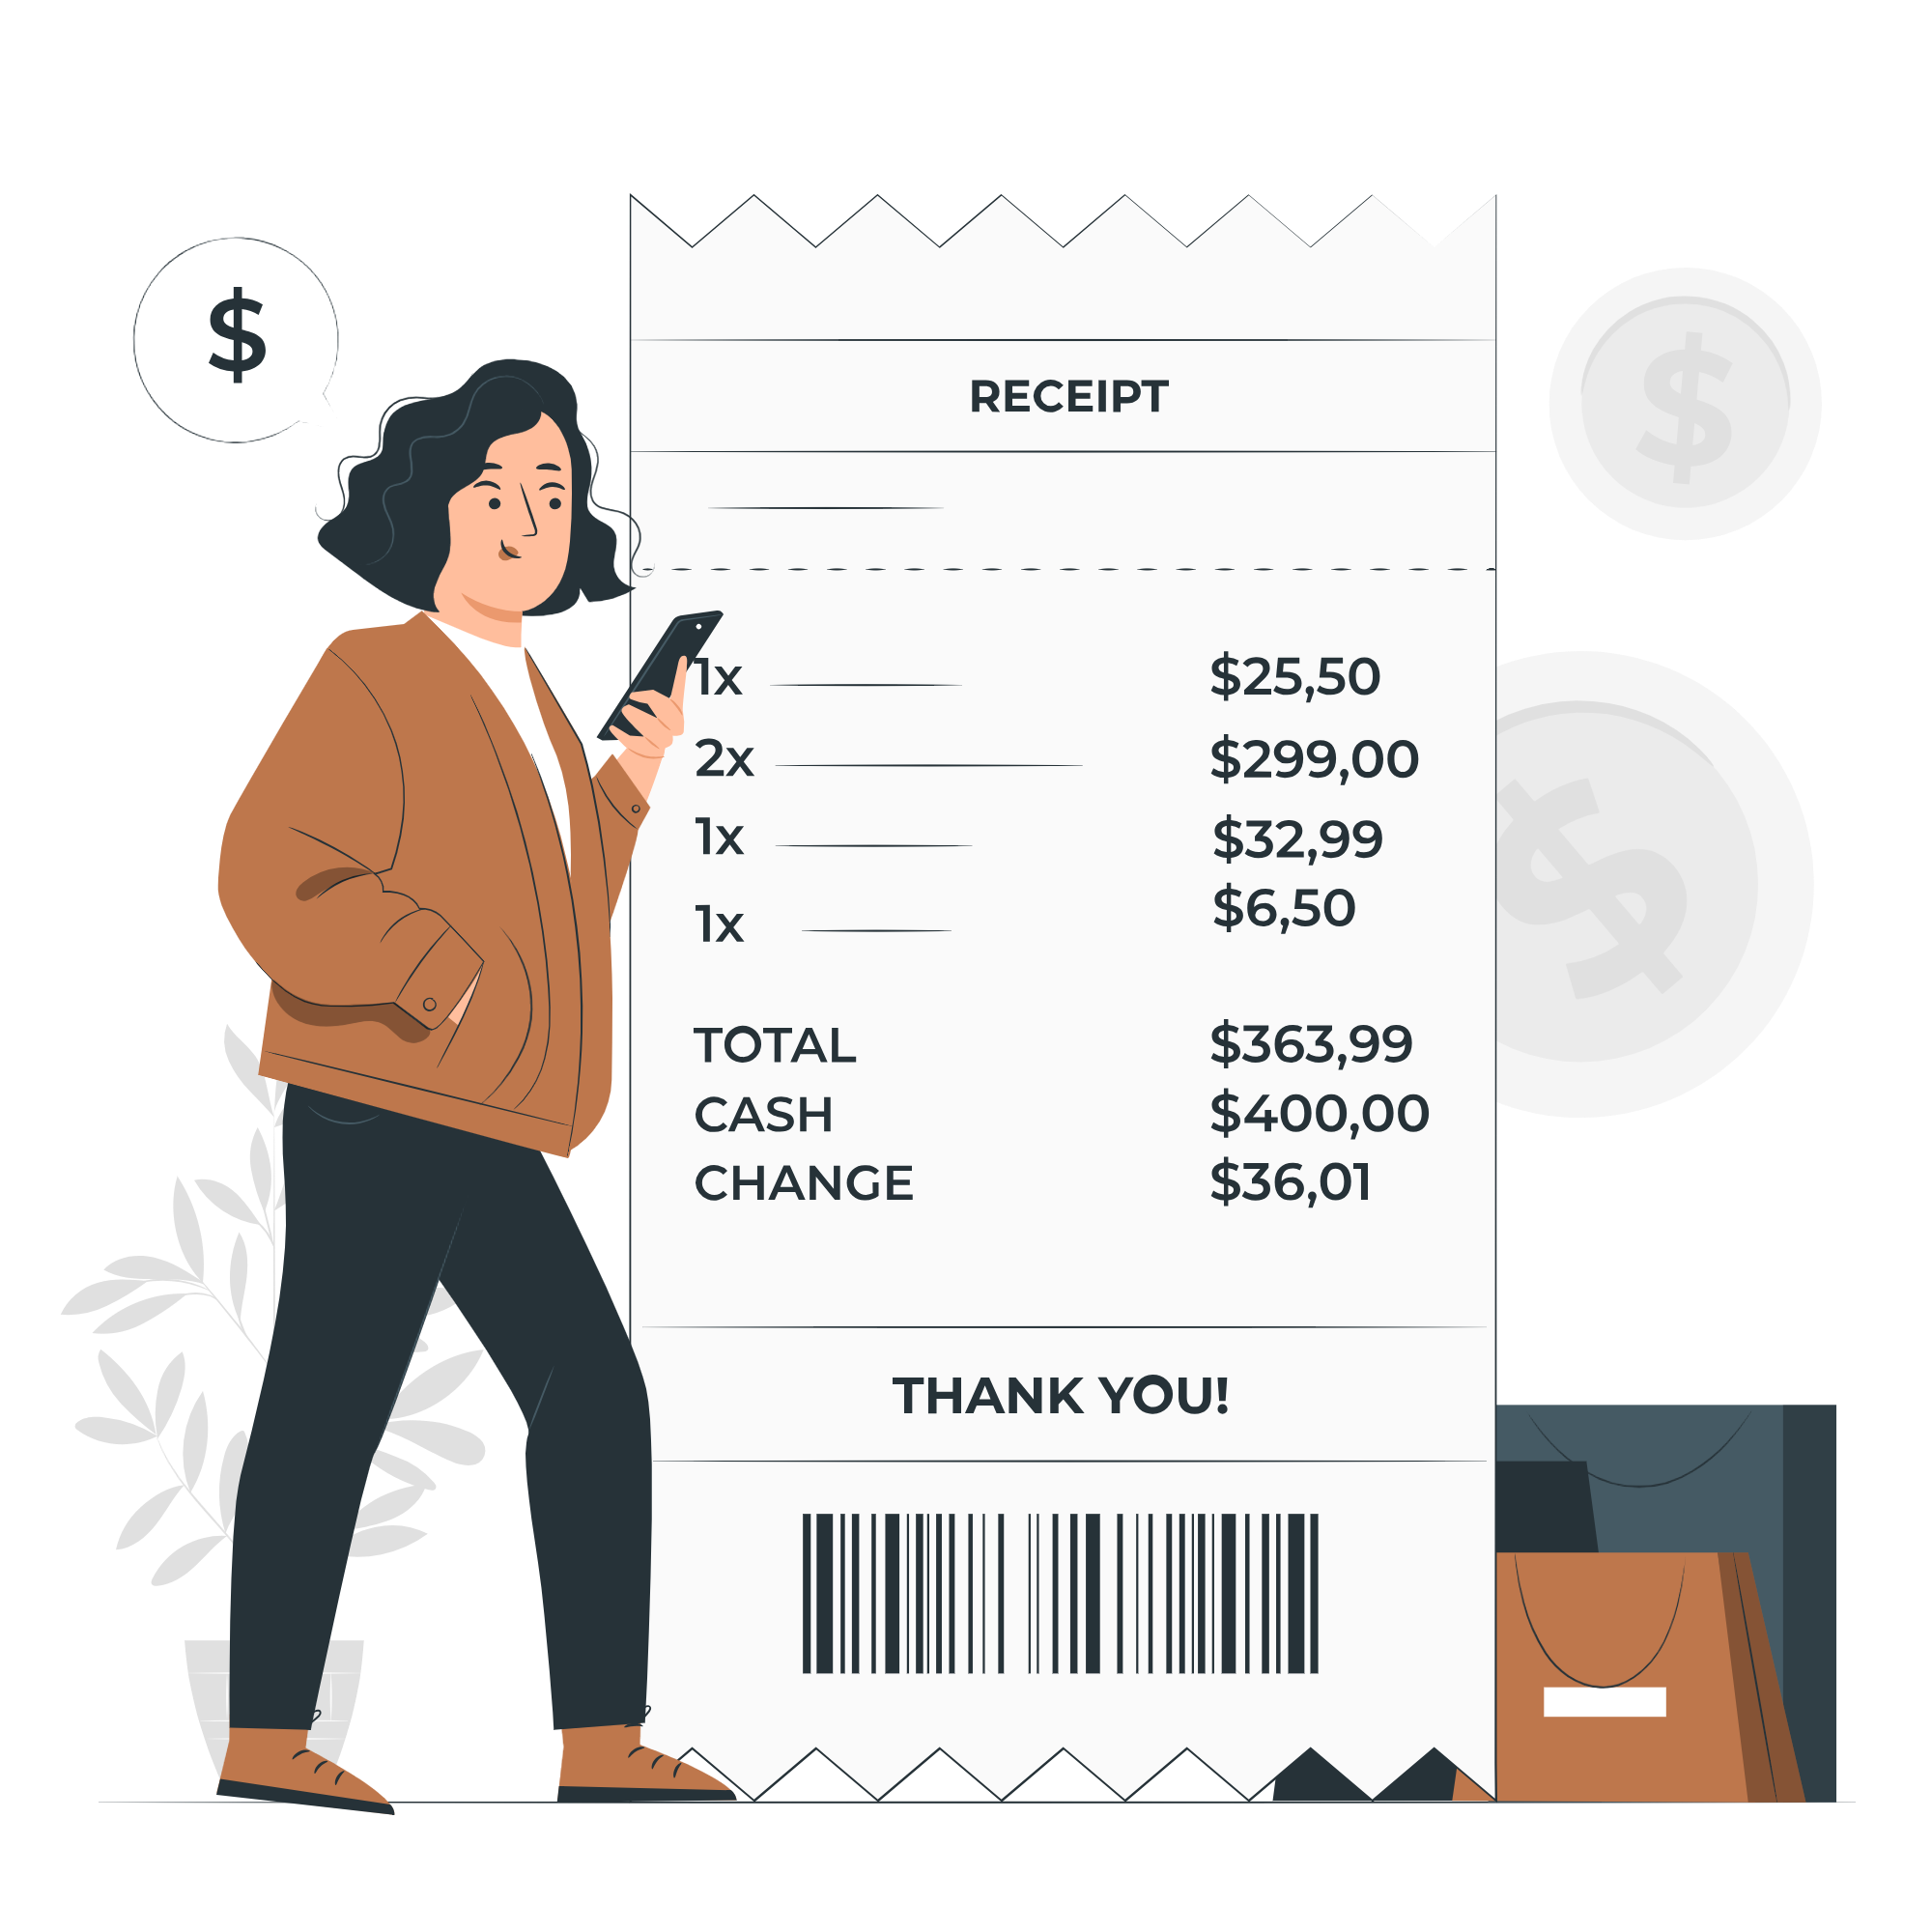 $
RECEIPT
1x $25,50
2x $299,00
1x $32,99
1x $6,50
TOTAL $363,99
CASH $400,00
CHANGE $36,01
THANK YOU!
$
$